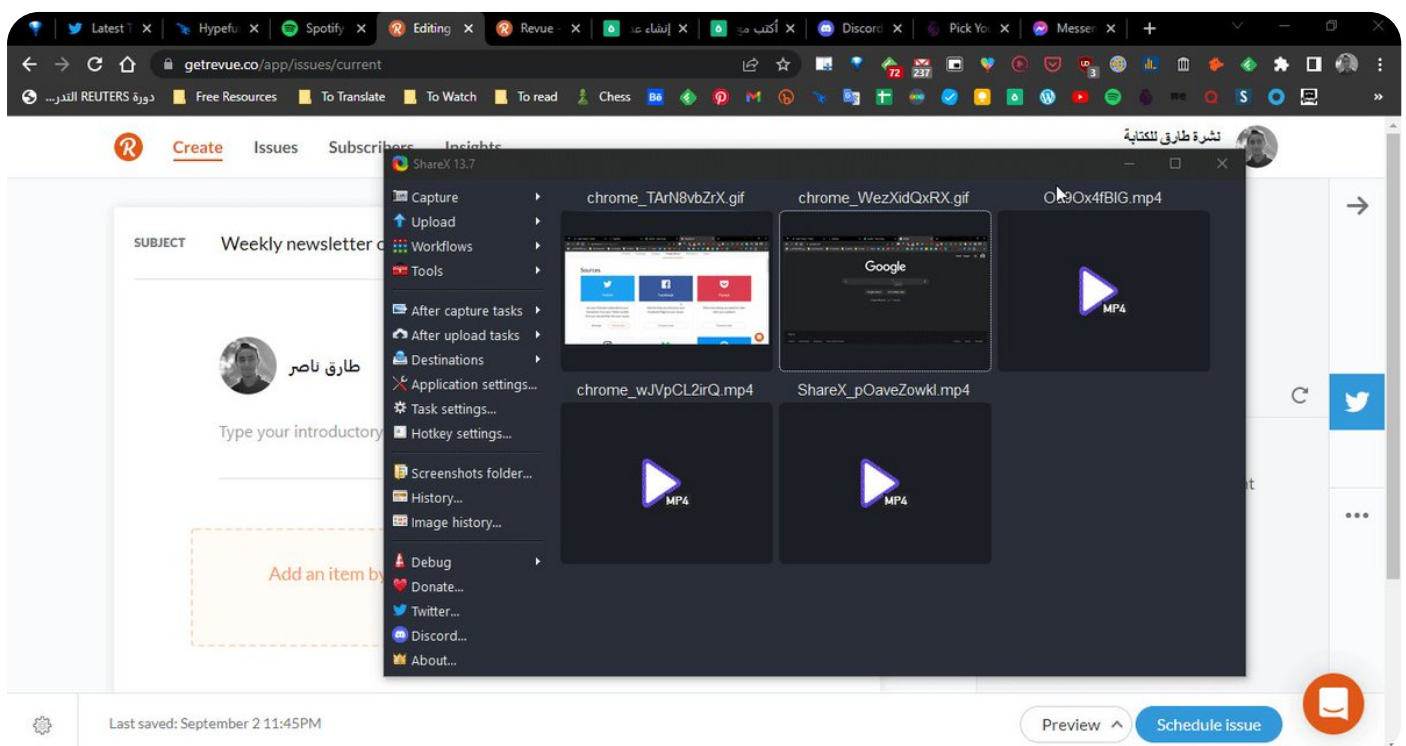 Latest T
Hypefu
Spotify
Editing
Revue -
إنشاء عد
أكتب مع
Discord
Pick You
Messen
getrevue.co/app/issues/current
72
237
3
دورة REUTERS التدر...
Free Resources
To Translate
To Watch
To read
Chess
Create
Issues
Subscribers
Insights
نشرة طارق للكتابة
ShareX 13.7
SUBJECT
Weekly newsletter
طارق ناصر
Type your introductory
Add an item by
Capture
Upload
Workflows
Tools
After capture tasks
After upload tasks
Destinations
Application settings...
Task settings...
Hotkey settings...
Screenshots folder...
History...
Image history...
Debug
Donate...
Twitter...
Discord...
About...
chrome_TArN8vbZrX.gif
chrome_WezXidQxRX.gif
Sources
Google
MP4
chrome_wJVpCL2irQ.mp4
ShareX_pOaveZowkl.mp4
MP4
MP4
Last saved: September 2 11:45PM
Preview
Schedule issue